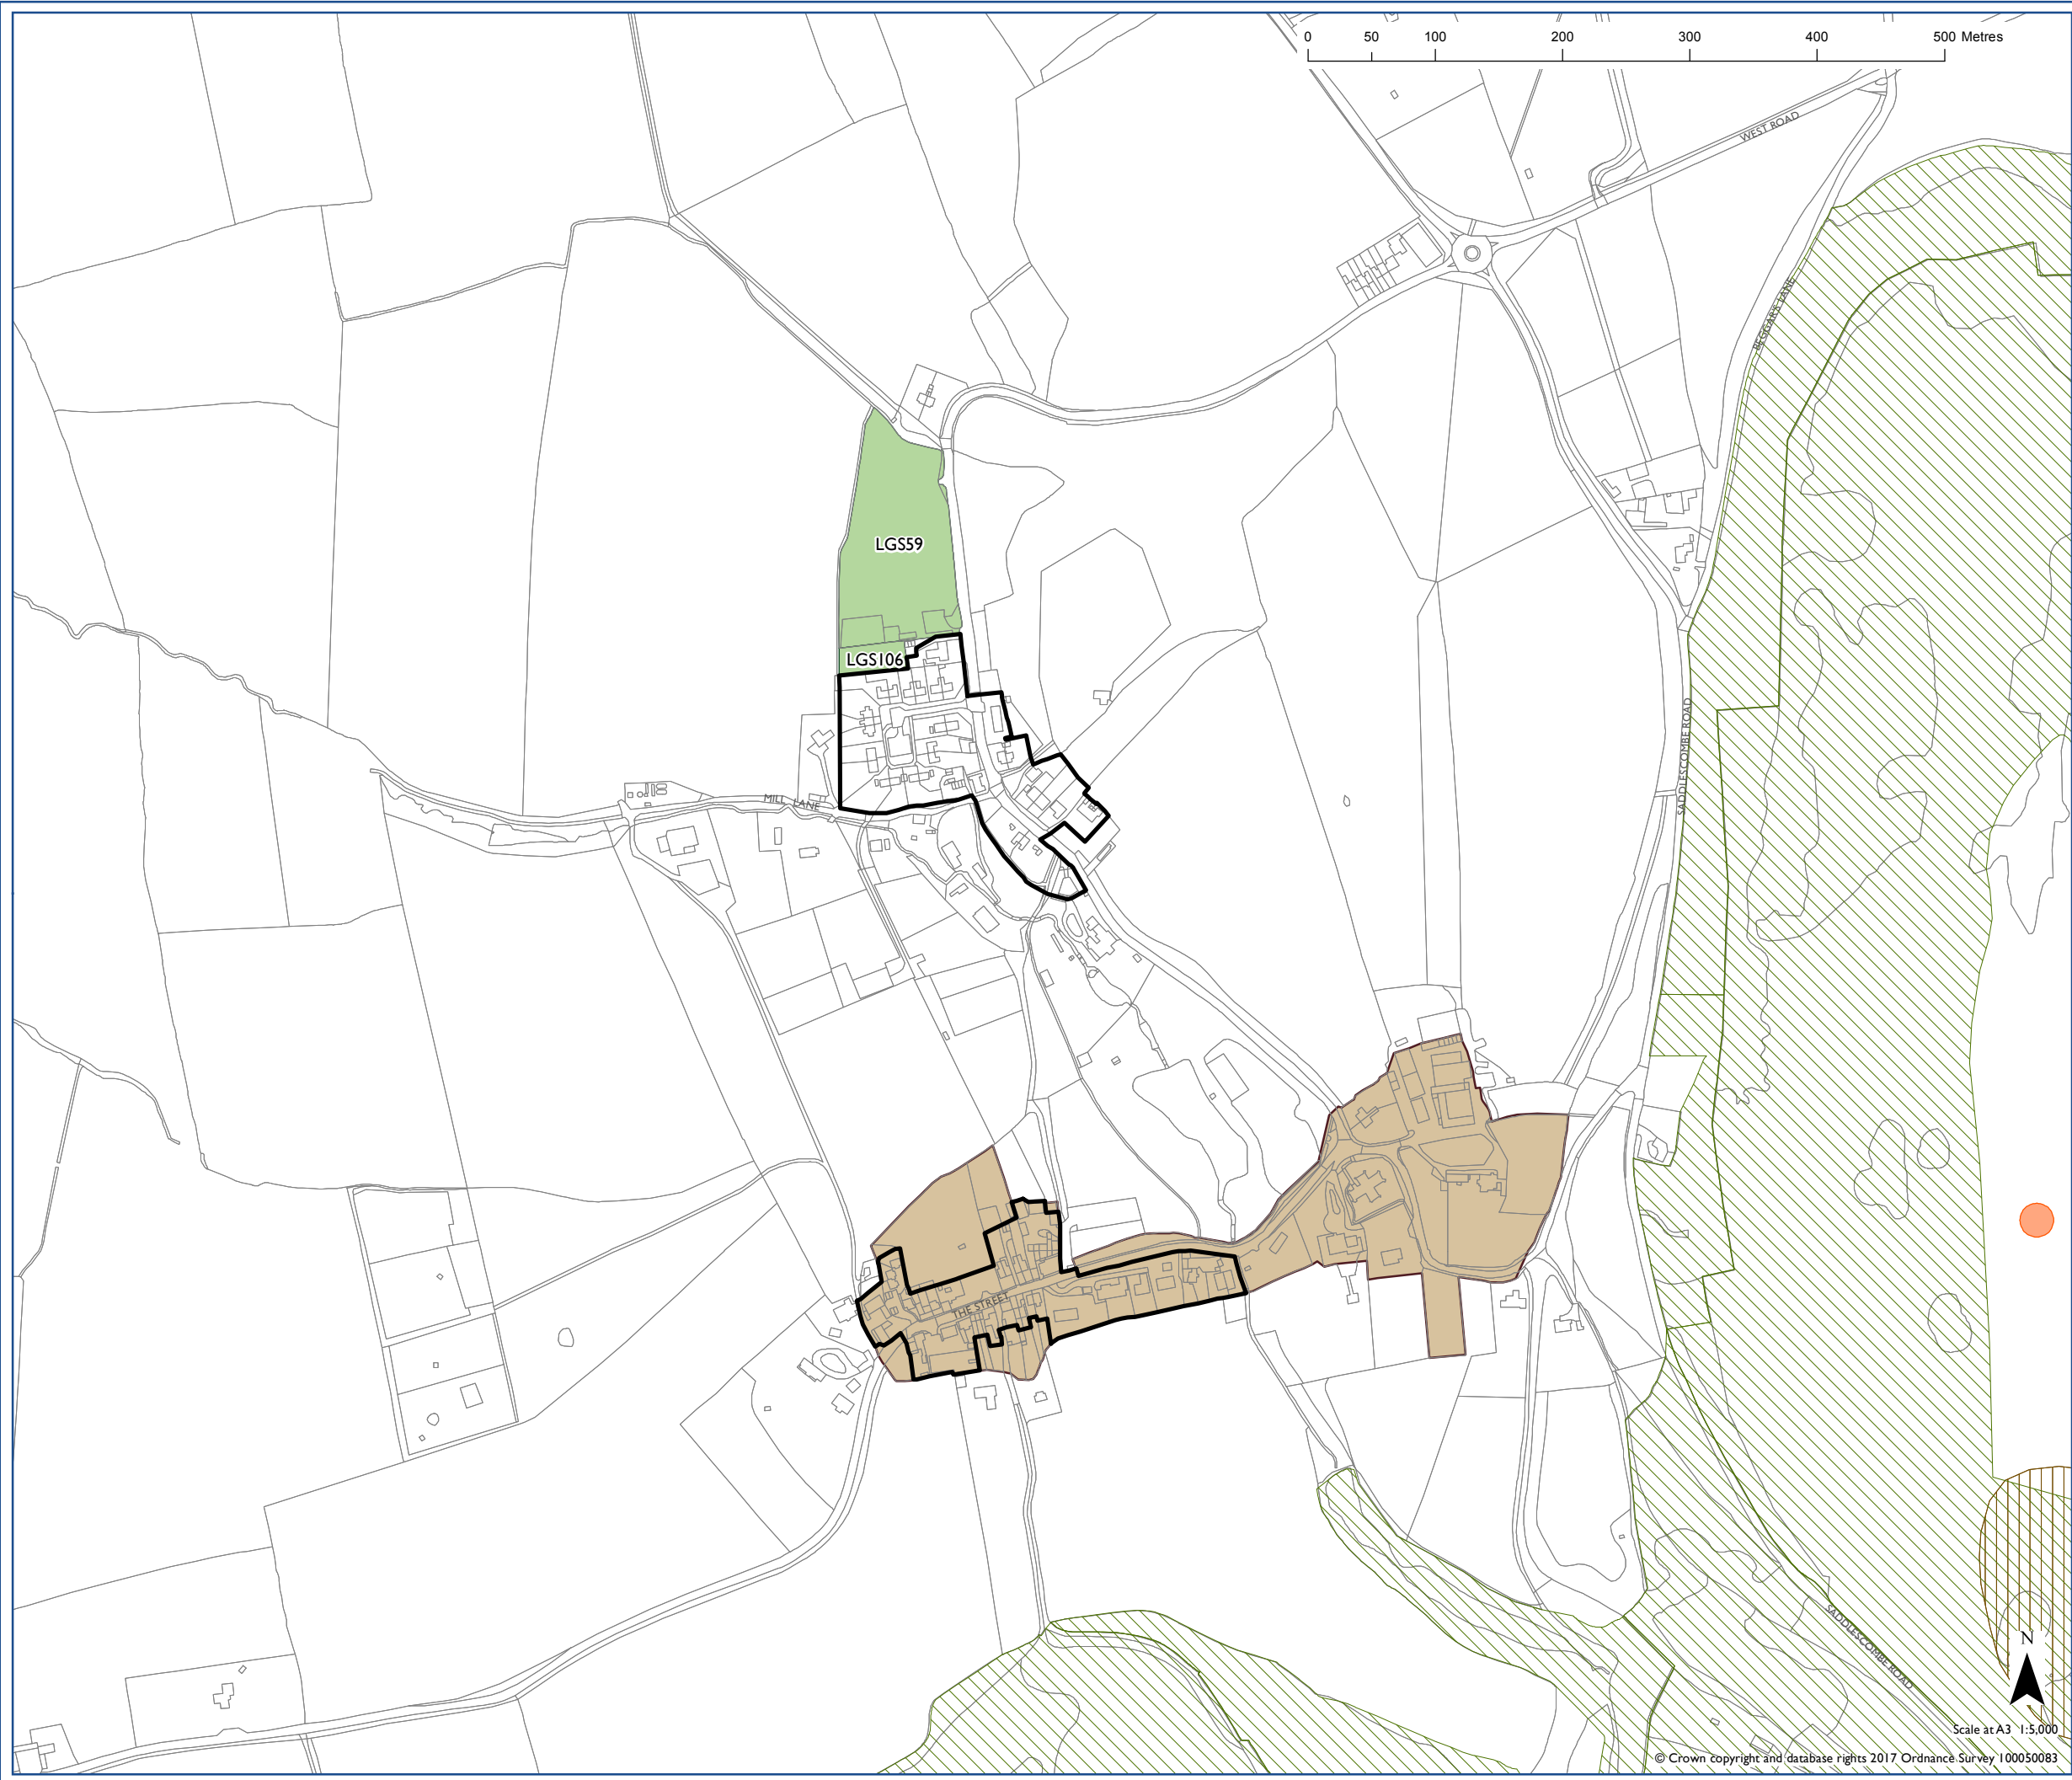 0 50 100 200 300 400 500 Metres
WEST ROAD
BEGGARS LANE
LGS59
LGS106
SADDLESCOMBE ROAD
MILL LANE
THE STREET
SADDLESCOMBE ROAD
N
Scale at A3 1:5,000
© Crown copyright and database rights 2017 Ordnance Survey 100050083